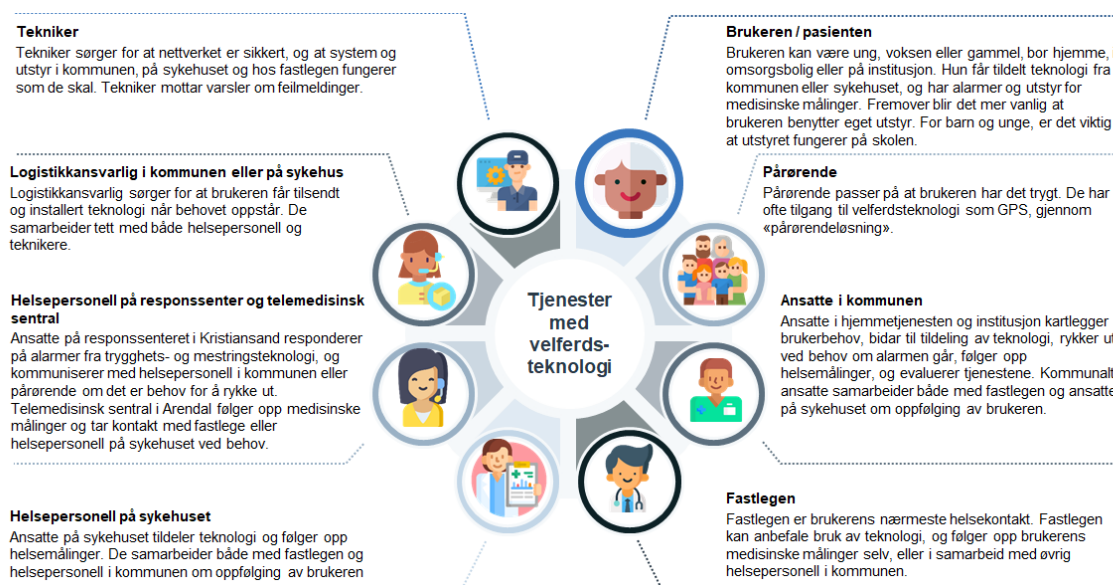 Tekniker
Tekniker sørger for at nettverket er sikkert, og at system og
utstyr i kommunen, på sykehuset og hos fastlegen fungerer
som de skal. Tekniker mottar varsler om feilmeldinger.
Logistikkansvarlig i kommunen eller på sykehus
Logistikkansvarlig sørger for at brukeren får tilsendt
og installert teknologi når behovet oppstår. De
samarbeider tett med både helsepersonell og
teknikere.
Helsepersonell på responssenter og telemedisinsk
sentral
Ansatte på responssenteret i Kristiansand responderer
på alarmer fra trygghets- og mestringsteknologi, og
kommuniserer med helsepersonell i kommunen eller
pårørende om det er behov for å rykke ut.
Telemedisinsk sentral i Arendal følger opp medisinske
målinger og tar kontakt med fastlege eller
helsepersonell på sykehuset ved behov.
Helsepersonell på sykehuset
Ansatte på sykehuset tildeler teknologi og følger opp
helsemålinger. De samarbeider både med fastlegen og
helsepersonell i kommunen om oppfølging av brukeren
Tjenester
med
velferds-
teknologi
Brukeren / pasienten
Brukeren kan være ung, voksen eller gammel, bor hjemme,
omsorgsbolig eller på institusjon. Hun får tildelt teknologi fra
kommunen eller sykehuset, og har alarmer og utstyr for
medisinske målinger. Fremover blir det mer vanlig at
brukeren benytter eget utstyr. For barn og unge, er det viktig
at utstyret fungerer på skolen.
Pårørende
Pårørende passer på at brukeren har det trygt. De har
ofte tilgang til velferdsteknologi som GPS, gjennom
«pårørendeløsning».
Ansatte i kommunen
Ansatte i hjemmetjenesten og institusjon kartlegger
brukerbehov, bidar til tildeling av teknologi, rykker ut
ved behov om alarmen går, følger opp
helsemålinger, og evaluerer tjenestene. Kommunalt
ansatte samarbeider både med fastlegen og ansatte
på sykehuset om oppfølging av brukeren.
Fastlegen
Fastlegen er brukerens nærmeste helsekontakt. Fastlegen
kan anbefale bruk av teknologi, og følger opp brukerens
medisinske målinger selv, eller i samarbeid med øvrig
helsepersonell i kommunen.